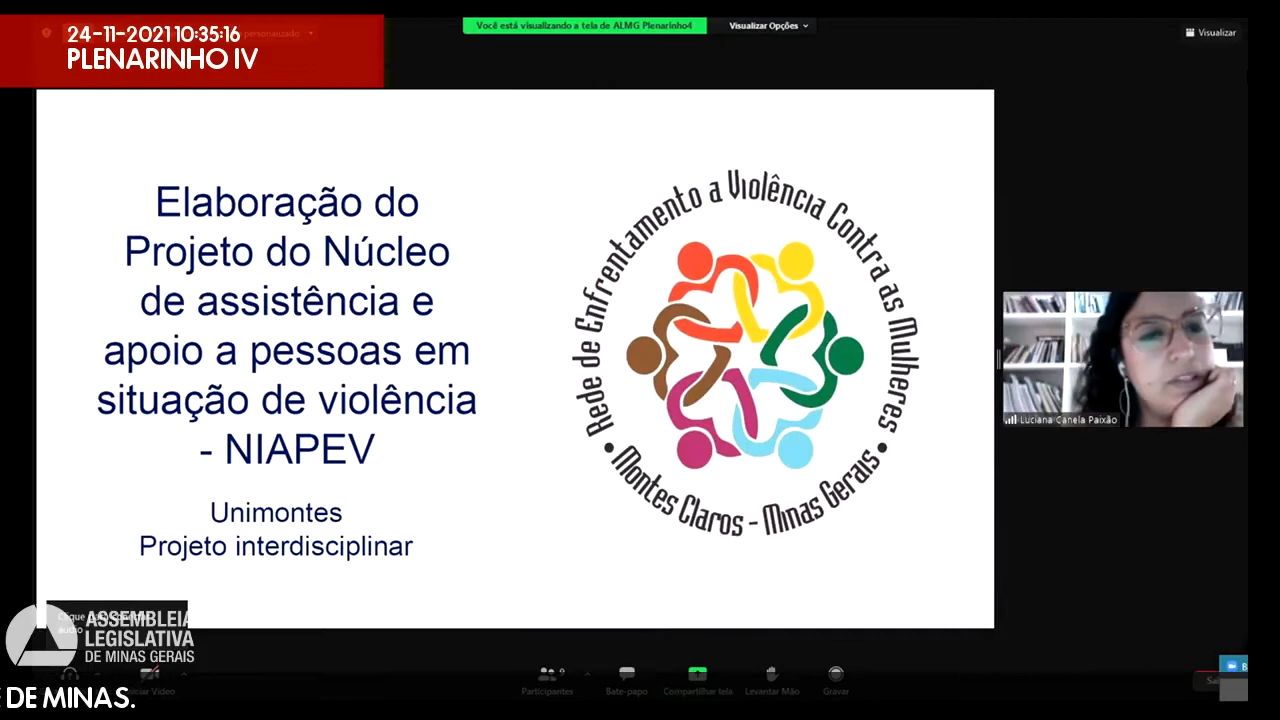 24-11-2021 10:35:16
PLENARINHO IV
Você está visualizando a tela de ALMG Plenarinho4
Visualizar Opções
Visualizar
Elaboração do
Projeto do Núcleo
de assistência e
apoio a pessoas em
situação de violência
- NIAPEV
Unimontes
Projeto interdisciplinar
Rede de Enfrentamento a Violência Contra as Mulheres
• Montes Claros - Minas Gerais •
Luciana Canela Paixão
ASSEMBLEIA
LEGISLATIVA
DE MINAS GERAIS
Participantes
Bate-papo
Compartilhar tela
Levantar Mão
Gravar
DE MINAS.